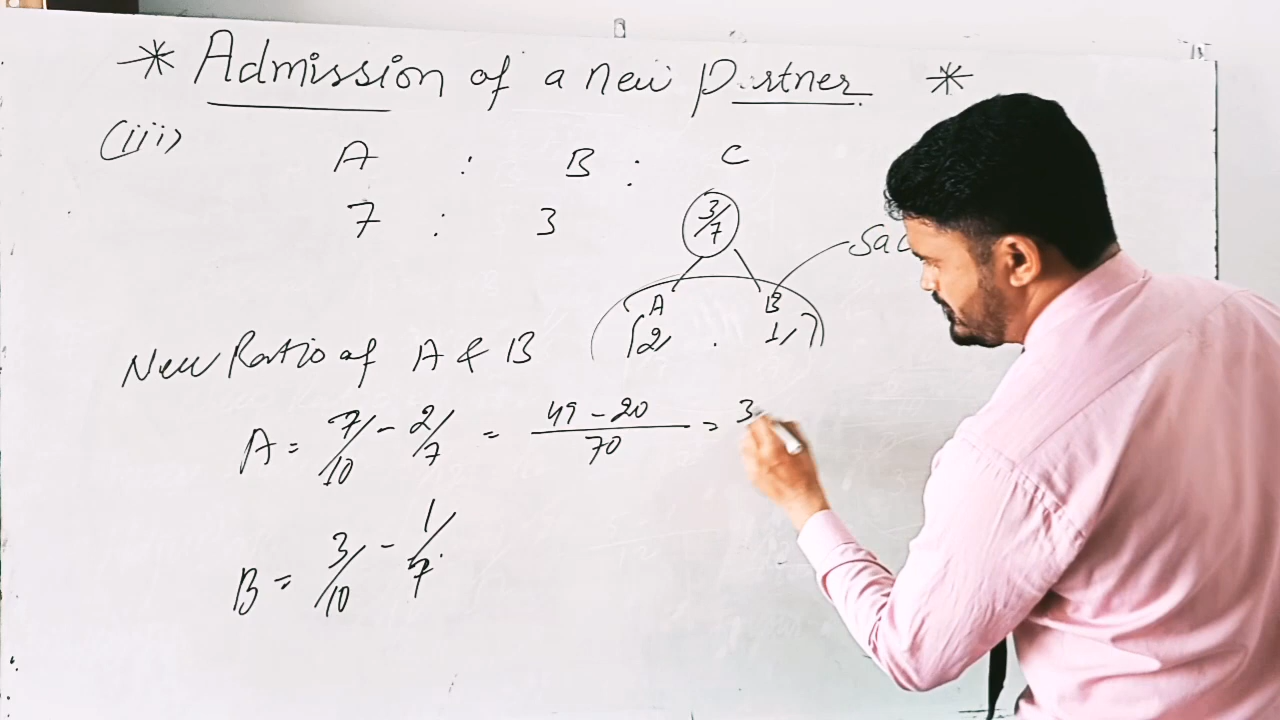 * Admission of a new Partner *
(iii)
A : B : C
7 : 3 3/7
Sac
A B
2 . 1/7
New Ratio of A & B
A = 7/10 - 2/7 = 49 - 20 / 70 = 3
B = 3/10 - 1/7